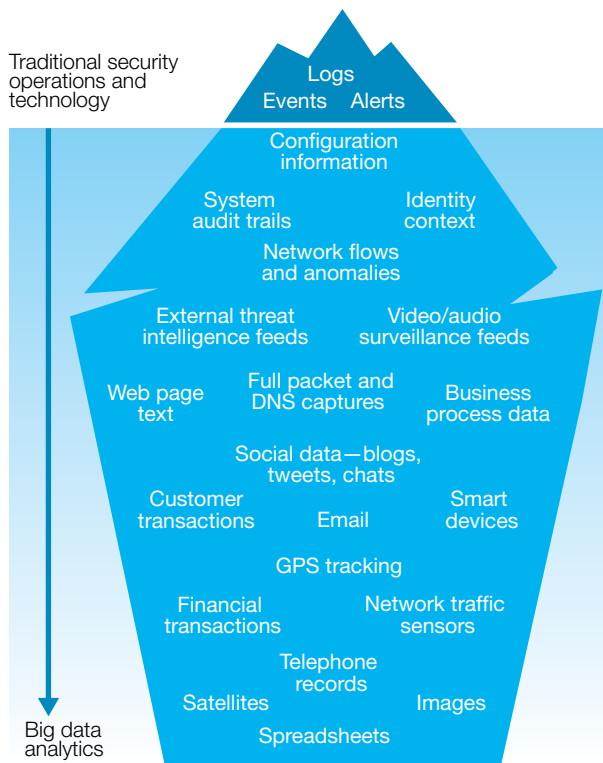 Traditional security
operations and
technology
Logs
Events Alerts
Configuration
information
System
audit trails
Identity
context
Network flows
and anomalies
External threat
intelligence feeds
Video/audio
surveillance feeds
Web page
text
Full packet and
DNS captures
Business
process data
Social data—blogs,
tweets, chats
Customer
transactions
Email
Smart
devices
GPS tracking
Financial
transactions
Network traffic
sensors
Telephone
records
Satellites
Images
Spreadsheets
Big data
analytics